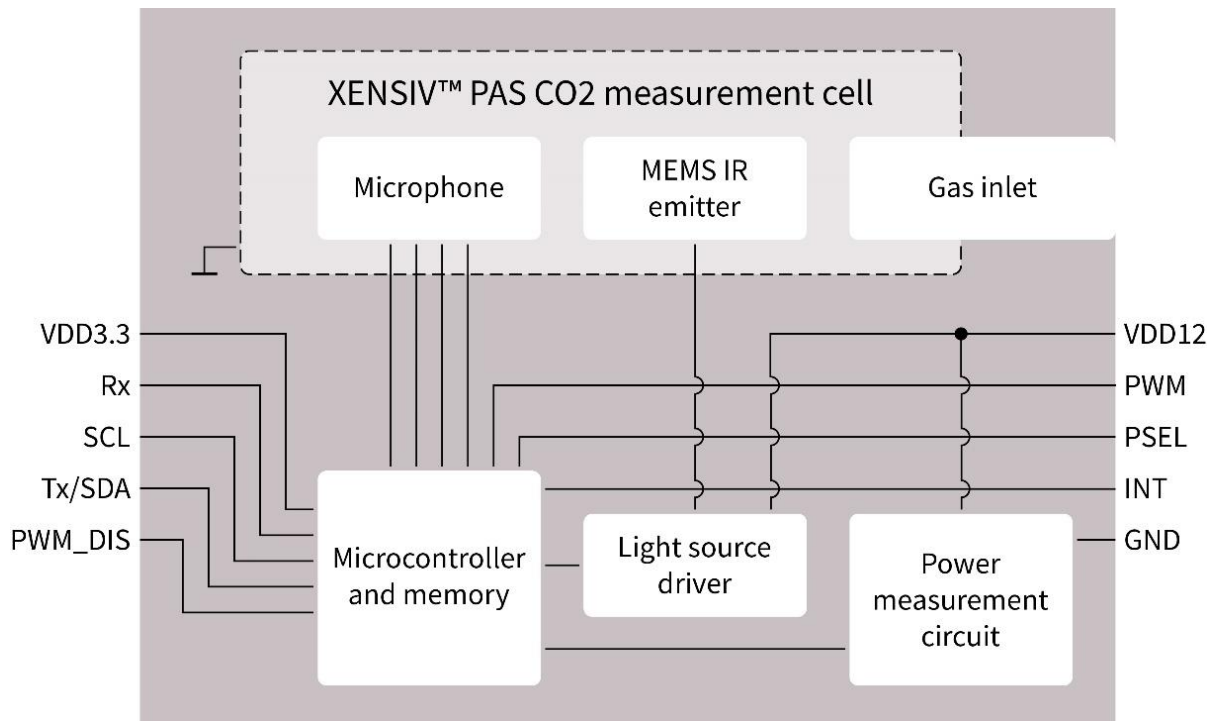 XENSIV™ PAS CO2 measurement cell
Microphone
MEMS IR
emitter
Gas inlet
VDD3.3
Rx
SCL
Tx/SDA
PWM_DIS
VDD12
PWM
PSEL
INT
GND
Microcontroller
and memory
Light source
driver
Power
measurement
circuit